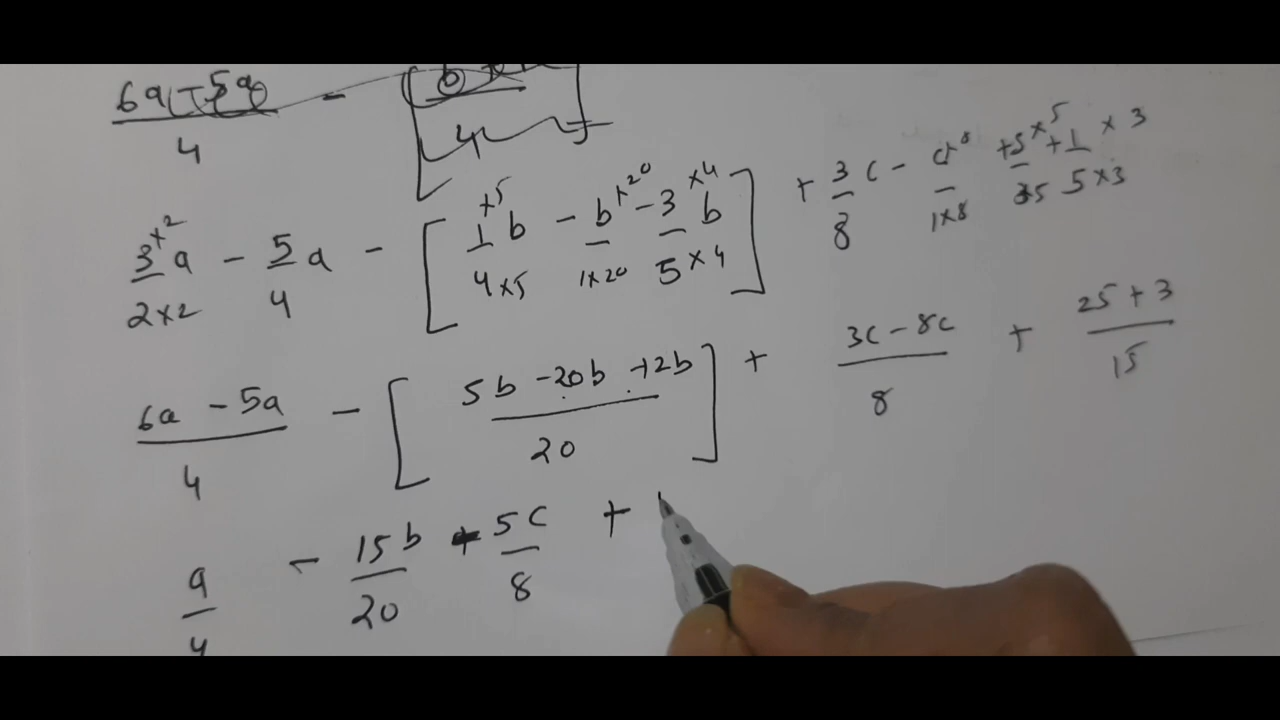 6a - 5a / 4 - [ b / 4 ]
3×2 a / 2×2 - 5 a / 4 - [ 1×5 b / 4×5 - b×20 / 1×20 - 3×4 b / 5×4 ] + 3 c / 8 - c×8 / 1×8 + 5×5 / 35 + 1×3 / 5×3
6a - 5a / 4 - [ 5b - 20b - 12b / 20 ] + 3c - 8c / 8 + 25 + 3 / 15
a / 4 - 15b / 20 - 5c / 8 +